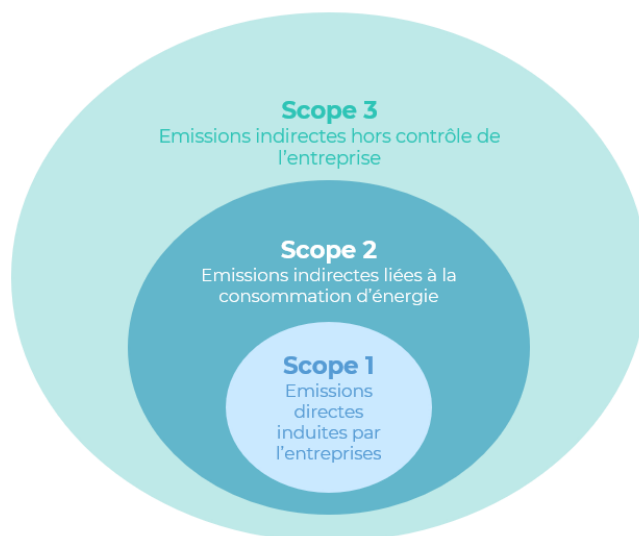 Scope 3
Emissions indirectes hors contrôle de
l'entreprise
Scope 2
Emissions indirectes liées à la
consommation d'énergie
Scope 1
Emissions
directes
induites par
l'entreprises